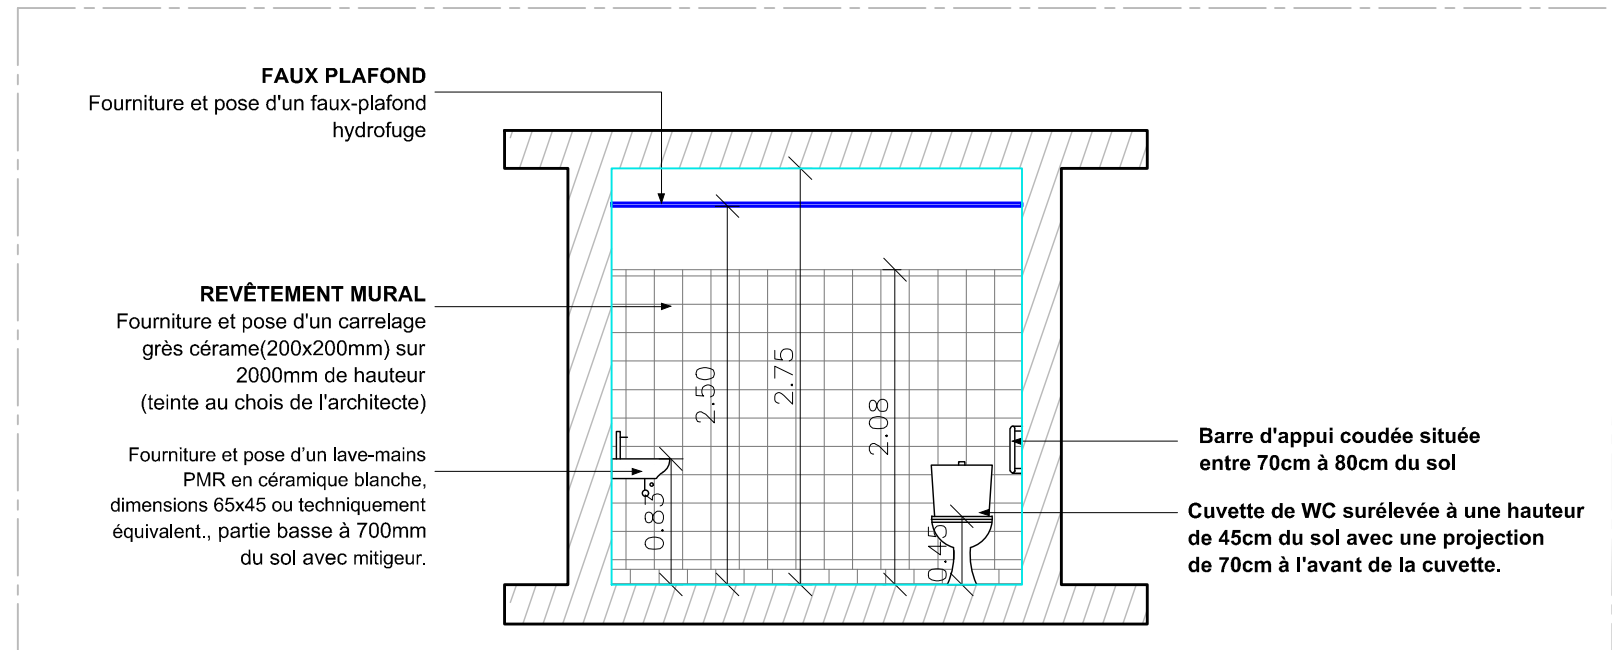 FAUX PLAFOND
Fourniture et pose d'un faux-plafond
hydrofuge
REVÊTEMENT MURAL
Fourniture et pose d'un carrelage
grès cérame(200x200mm) sur
2000mm de hauteur
(teinte au chois de l'architecte)
Fourniture et pose d'un lave-mains
PMR en céramique blanche,
dimensions 65x45 ou techniquement
équivalent., partie basse à 700mm
du sol avec mitigeur.
2.50
2.75
2.08
0.83
0.45
Barre d'appui coudée située
entre 70cm à 80cm du sol
Cuvette de WC surélevée à une hauteur
de 45cm du sol avec une projection
de 70cm à l'avant de la cuvette.